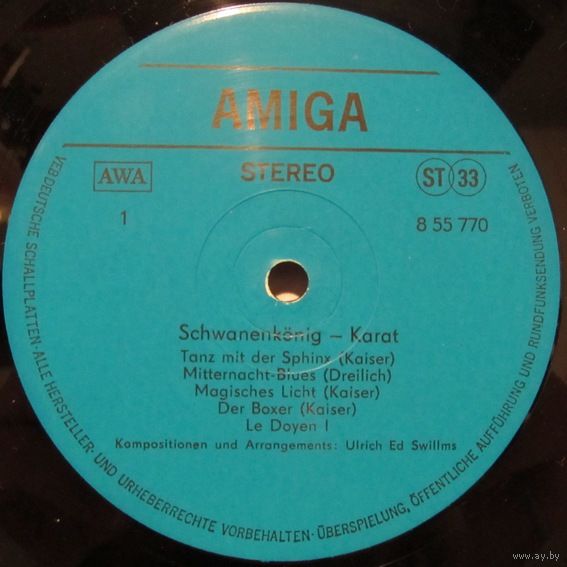 AMIGA
AWA
STEREO
ST 33
1
8 55 770
Schwanenkönig – Karat
Tanz mit der Sphinx (Kaiser)
Mitternacht-Blues (Dreilich)
Magisches Licht (Kaiser)
Der Boxer (Kaiser)
Le Doyen I
Kompositionen und Arrangements: Ulrich Ed Swillms
VEB DEUTSCHE SCHALLPLATTEN · ALLE HERSTELLER- UND URHEBERRECHTE VORBEHALTEN · ÜBERSPIELUNG, ÖFFENTLICHE AUFFÜHRUNG UND RUNDFUNKSENDUNG VERBOTEN
www.ay.by